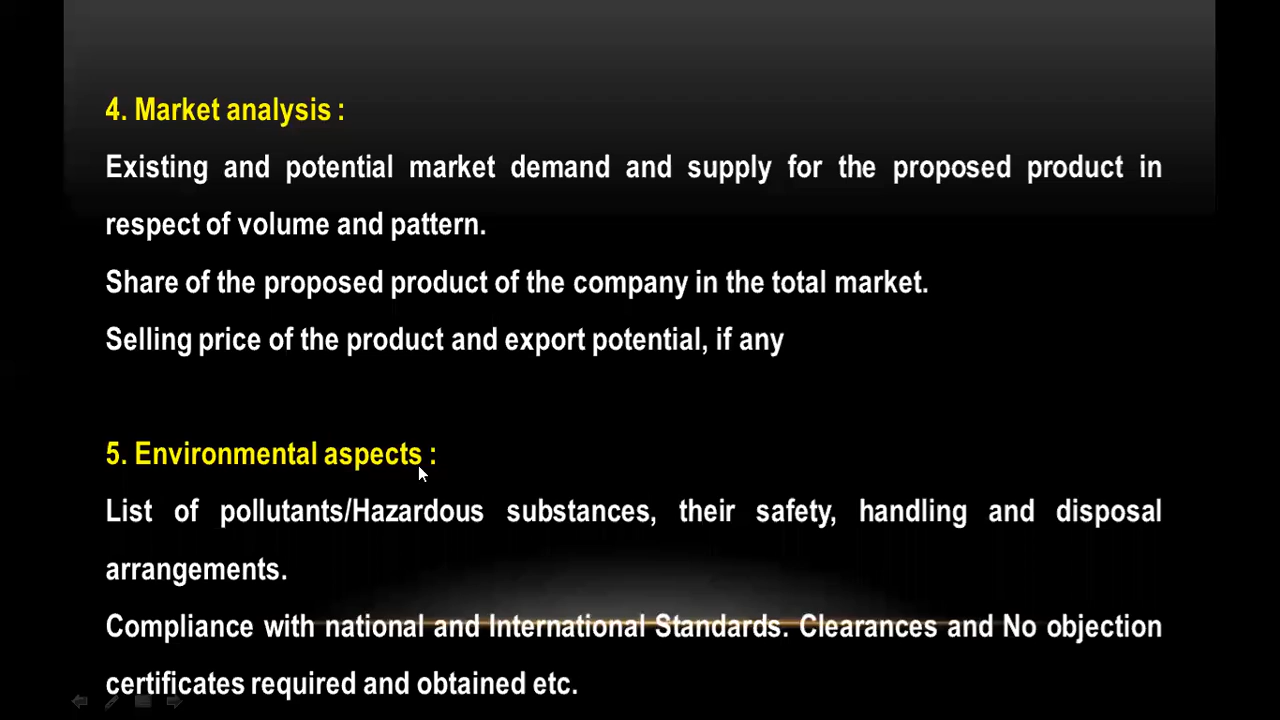 4. Market analysis :
Existing and potential market demand and supply for the proposed product in
respect of volume and pattern.
Share of the proposed product of the company in the total market.
Selling price of the product and export potential, if any
5. Environmental aspects :
List of pollutants/Hazardous substances, their safety, handling and disposal
arrangements.
Compliance with national and International Standards. Clearances and No objection
certificates required and obtained etc.